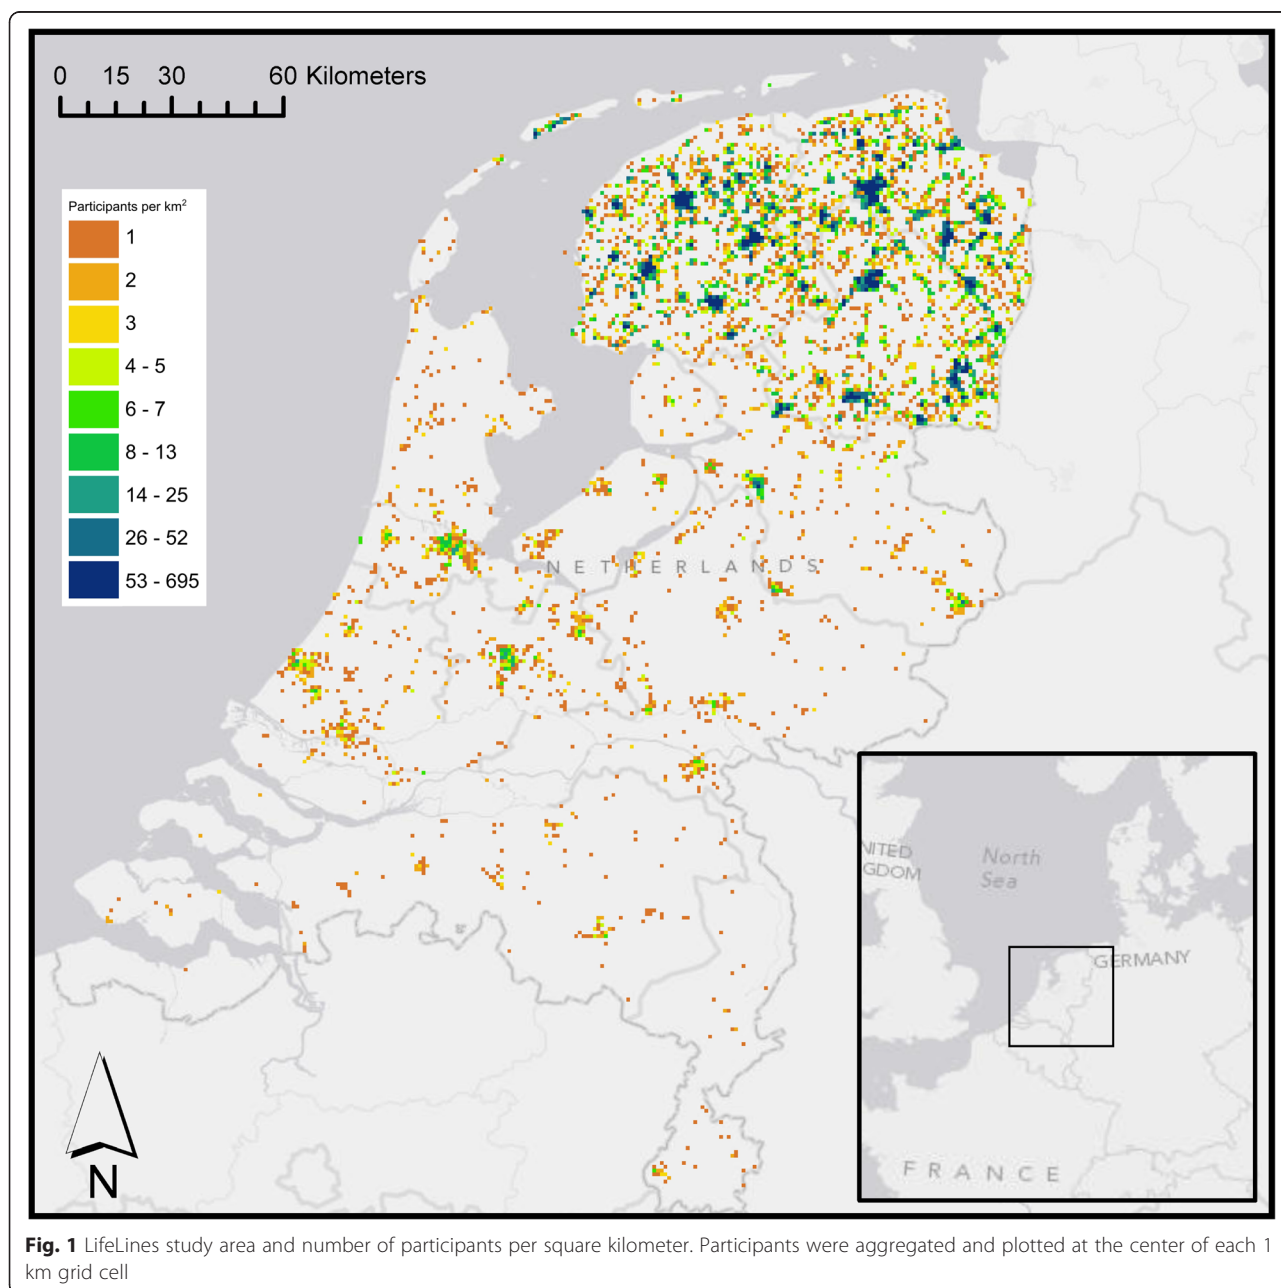 0 15 30 60 Kilometers
Participants per km²
1
2
3
4 - 5
6 - 7
8 - 13
14 - 25
26 - 52
53 - 695
NETHERLANDS
NITED
GDOM
North
Sea
GERMANY
FRANCE
N
Fig. 1 LifeLines study area and number of participants per square kilometer. Participants were aggregated and plotted at the center of each 1
km grid cell